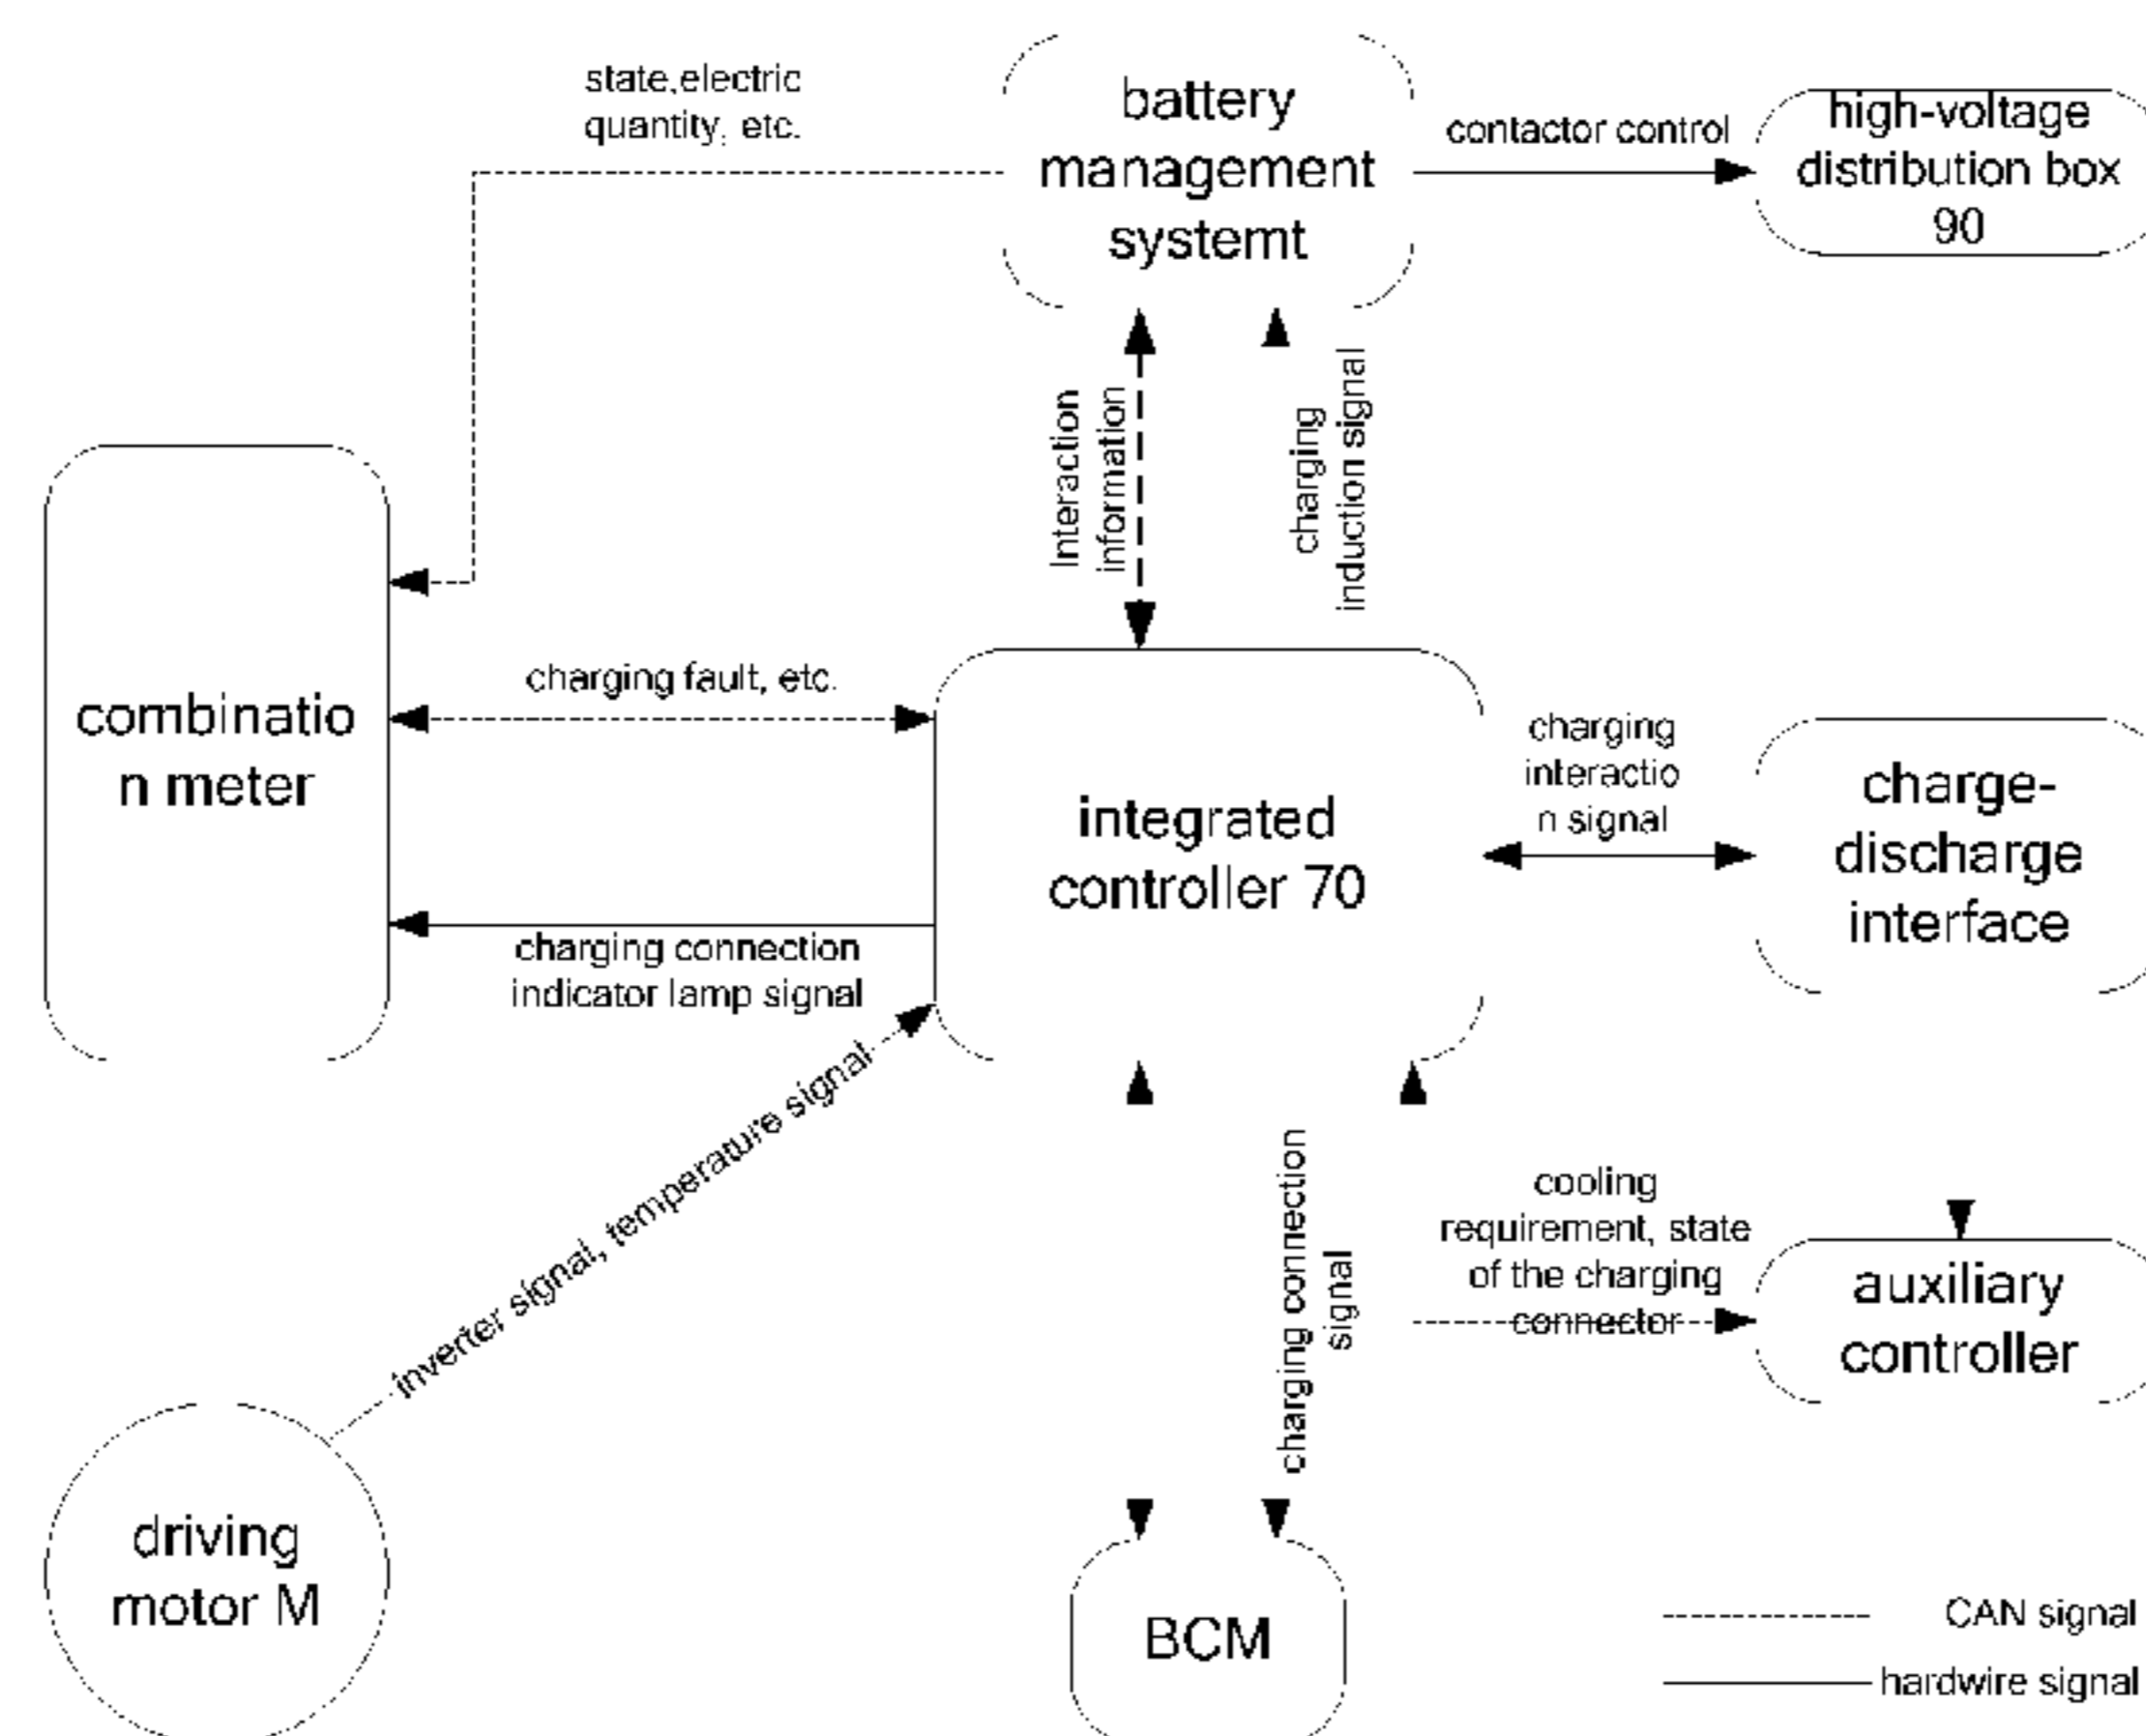 state,electric
quantity, etc.
battery
management
systemt
contactor control
high-voltage
distribution box
90
Interaction
information
charging
induction signal
combinatio
n meter
charging fault, etc.
integrated
controller 70
charging
interactio
n signal
charge-
discharge
interface
charging connection
indicator lamp signal
inverter signal, temperature signal
charging connection
signal
cooling
requirement, state
of the charging
connector
auxiliary
controller
driving
motor M
BCM
CAN signal
hardwire signal